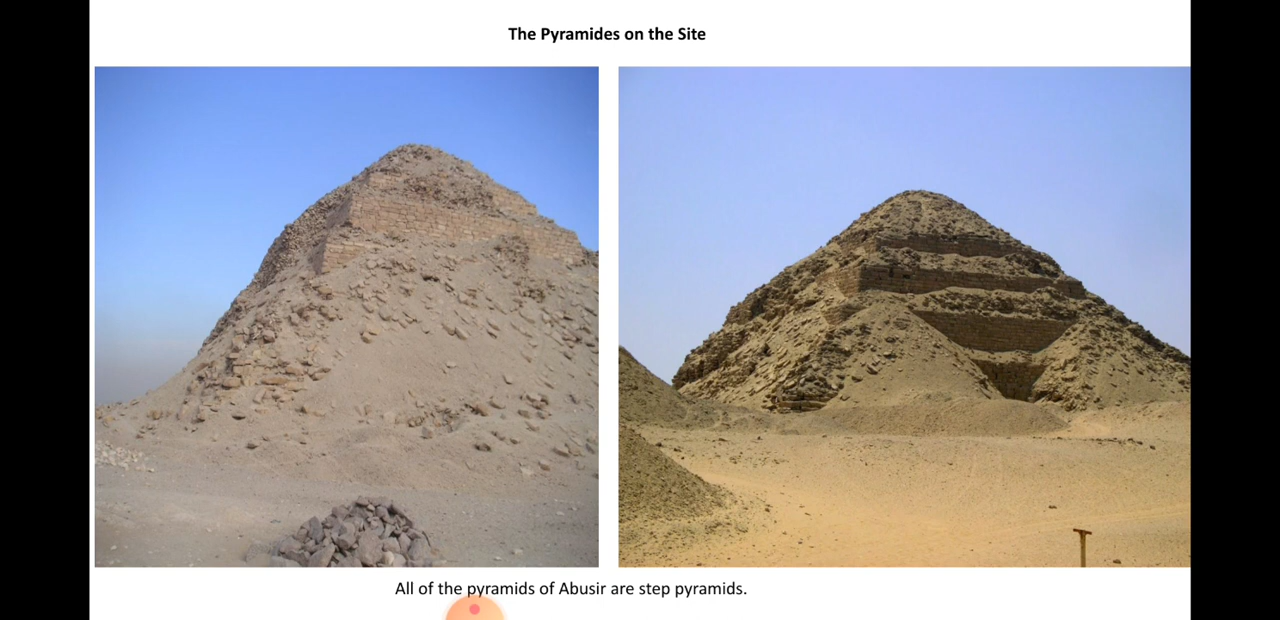 The Pyramides on the Site
All of the pyramids of Abusir are step pyramids.